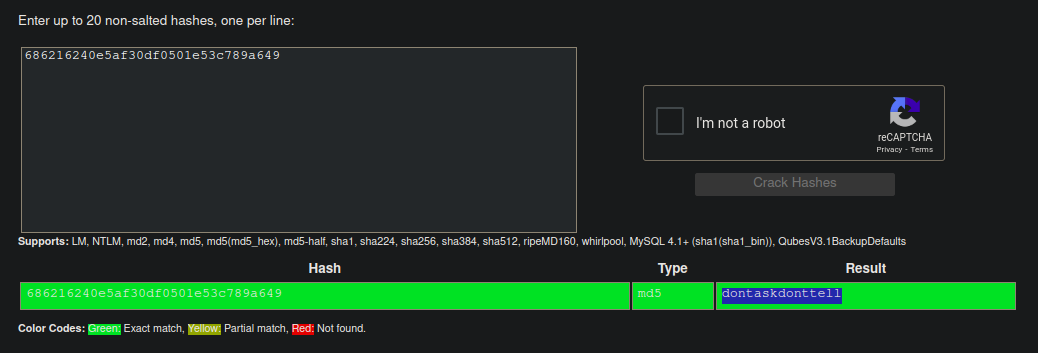 Enter up to 20 non-salted hashes, one per line:
686216240e5af30df0501e53c789a649
I'm not a robot
reCAPTCHA
Privacy - Terms
Crack Hashes
Supports: LM, NTLM, md2, md4, md5, md5(md5_hex), md5-half, sha1, sha224, sha256, sha384, sha512, ripeMD160, whirlpool, MySQL 4.1+ (sha1(sha1_bin)), QubesV3.1BackupDefaults
Hash Type Result
686216240e5af30df0501e53c789a649 md5 dontaskdonttell
Color Codes: Green: Exact match, Yellow: Partial match, Red: Not found.